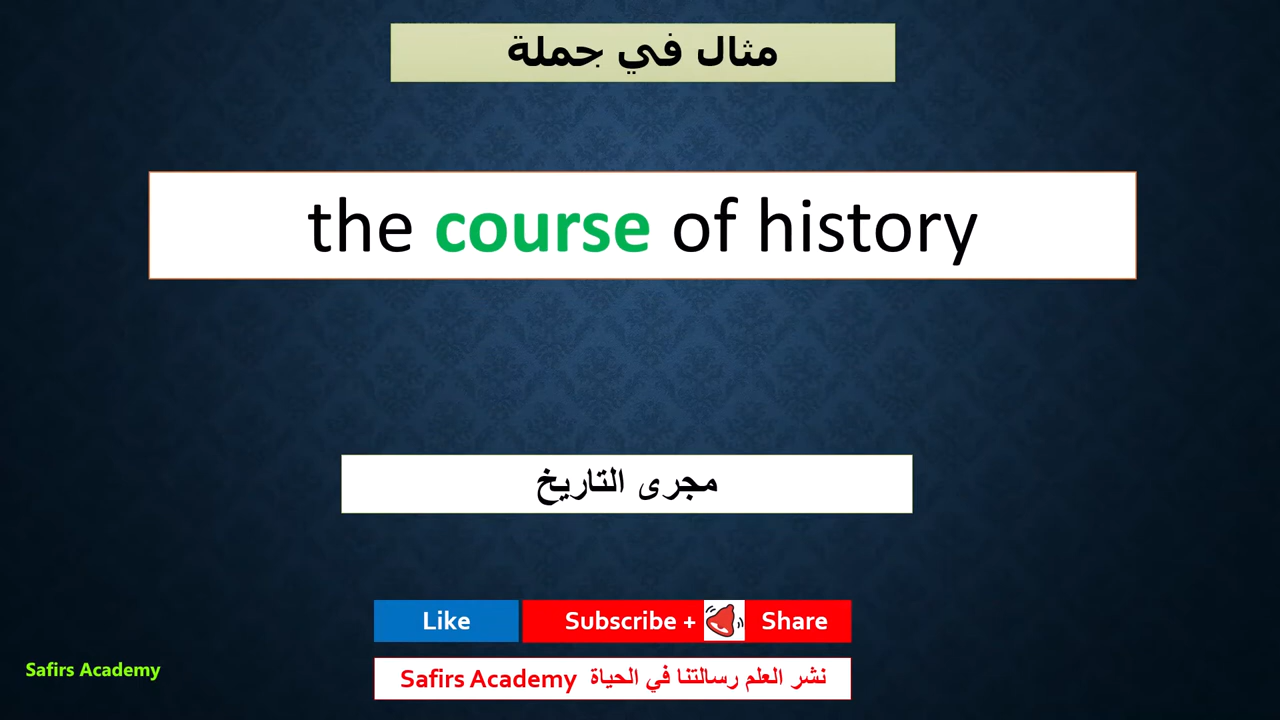 مثال في جملة
the course of history
مجرى التاريخ
Like Subscribe + Share
Safirs Academy
نشر العلم رسالتنا في الحياة Safirs Academy